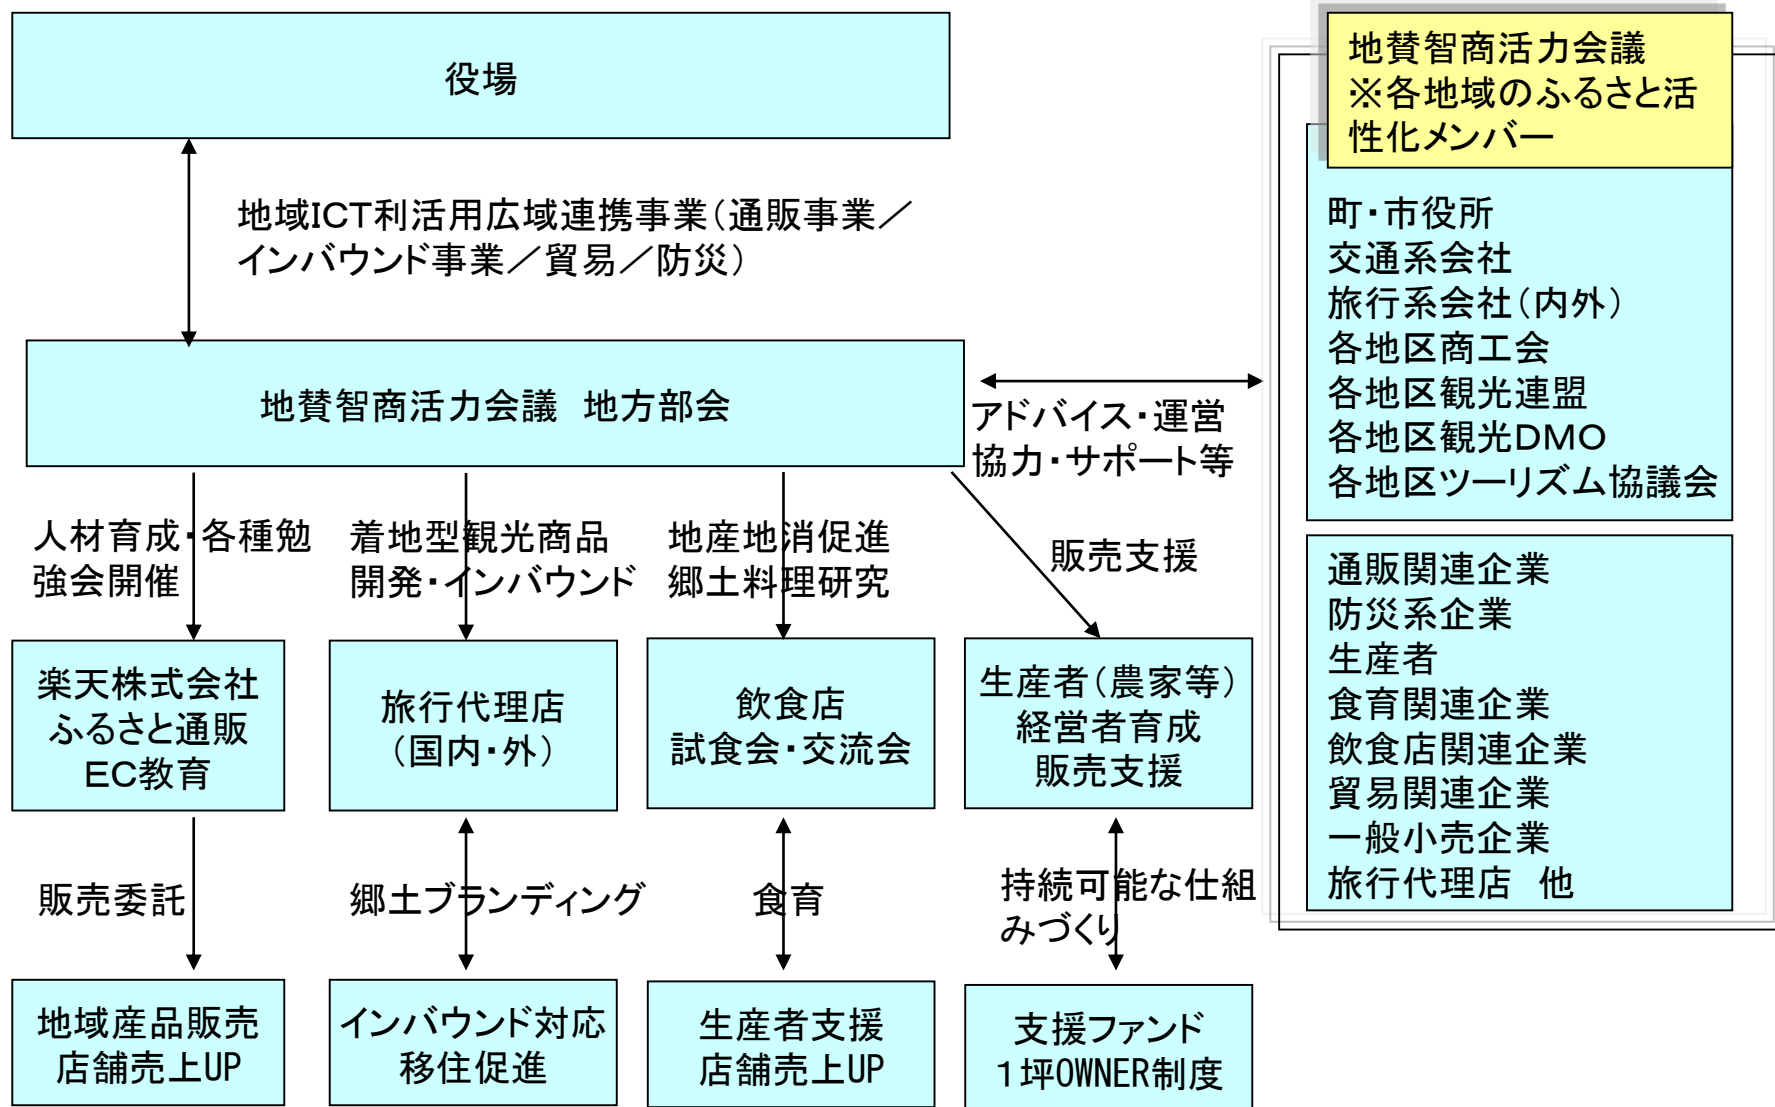 役場
地域ICT利活用広域連携事業(通販事業/
インバウンド事業/貿易/防災)
地賛智商活力会議 地方部会
アドバイス・運営
協力・サポート等
人材育成・各種勉
強会開催
着地型観光商品
開発・インバウンド
地産地消促進
郷土料理研究
販売支援
楽天株式会社
ふるさと通販
EC教育
旅行代理店
(国内・外)
飲食店
試食会・交流会
生産者(農家等)
経営者育成
販売支援
販売委託
郷土ブランディング
食育
持続可能な仕組
みづくり
地域産品販売
店舗売上UP
インバウンド対応
移住促進
生産者支援
店舗売上UP
支援ファンド
1坪OWNER制度
地賛智商活力会議
※各地域のふるさと活
性化メンバー
町・市役所
交通系会社
旅行系会社(内外)
各地区商工会
各地区観光連盟
各地区観光DMO
各地区ツーリズム協議会
通販関連企業
防災系企業
生産者
食育関連企業
飲食店関連企業
貿易関連企業
一般小売企業
旅行代理店 他